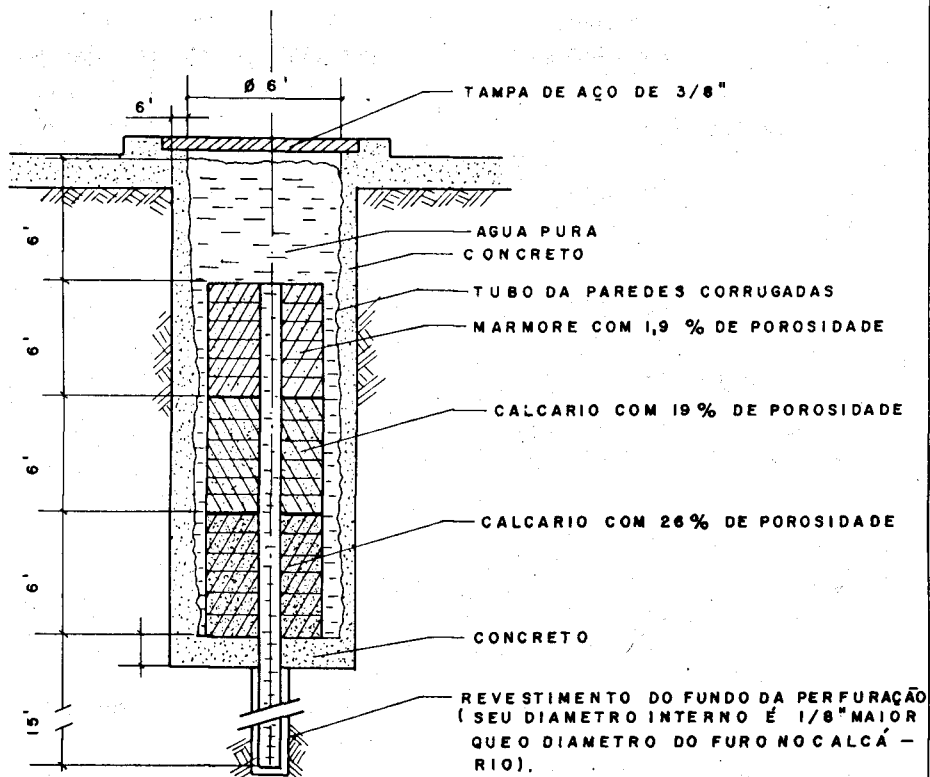 Ø 6'
6'
TAMPA DE AÇO DE 3/8"
AGUA PURA
CONCRETO
TUBO DA PAREDES CORRUGADAS
MARMORE COM 1,9 % DE POROSIDADE
CALCARIO COM 19 % DE POROSIDADE
CALCARIO COM 26 % DE POROSIDADE
CONCRETO
REVESTIMENTO DO FUNDO DA PERFURAÇÃO
( SEU DIAMETRO INTERNO É 1/8" MAIOR
QUE O DIAMETRO DO FURO NO CALCÁ –
RIO).
6'
6'
6'
6'
15'